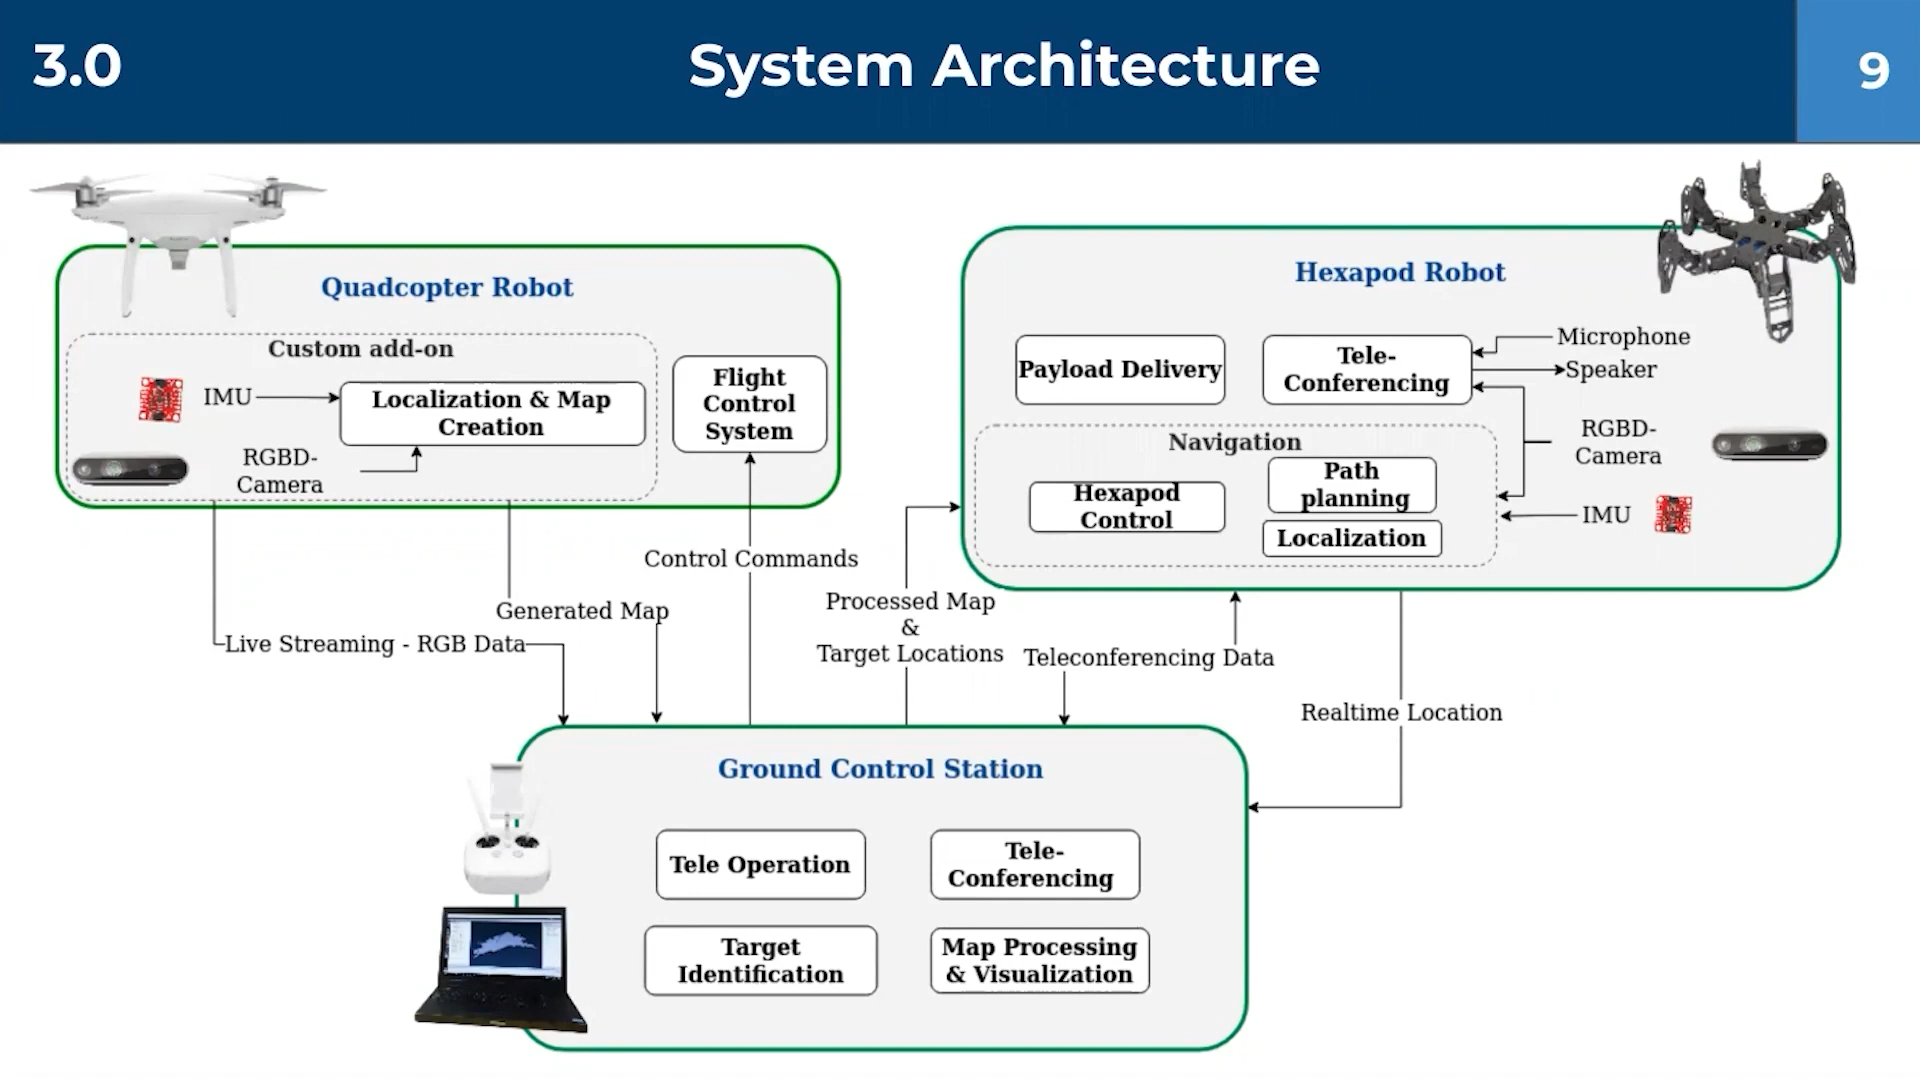 3.0
System Architecture
9
Quadcopter Robot
Custom add-on
IMU
Localization & Map
Creation
RGBD-
Camera
Flight
Control
System
Hexapod Robot
Payload Delivery
Tele-
Conferencing
Microphone
Speaker
RGBD-
Camera
IMU
Navigation
Hexapod
Control
Path
planning
Localization
Control Commands
Generated Map
Live Streaming - RGB Data
Processed Map
&
Target Locations
Teleconferencing Data
Realtime Location
Ground Control Station
Tele Operation
Tele-
Conferencing
Target
Identification
Map Processing
& Visualization